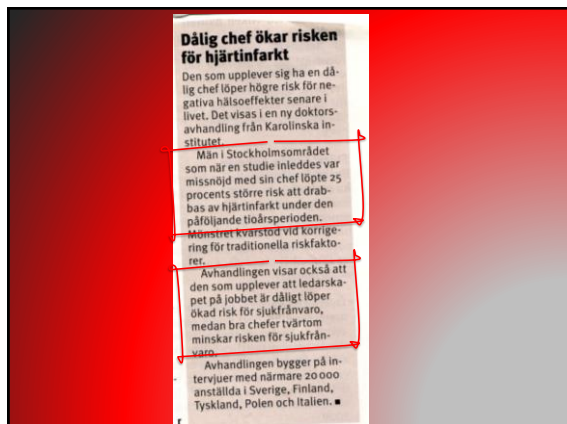 Dålig chef ökar risken
för hjärtinfarkt
Den som upplever sig ha en då-
lig chef löper högre risk för ne-
gativa hälsoeffekter senare i
livet. Det visas i en ny doktors-
avhandling från Karolinska in-
stitutet.
Män i Stockholmsområdet
som när en studie inleddes var
missnöjd med sin chef löpte 25
procents större risk att drab-
bas av hjärtinfarkt under den
påföljande tioårsperioden.
Mönstret kvarstod vid korrige-
ring för traditionella riskfakto-
rer.
Avhandlingen visar också att
den som upplever att ledarska-
pet på jobbet är dåligt löper
ökad risk för sjukfrånvaro,
medan bra chefer tvärtom
minskar risken för sjukfrån-
varo.
Avhandlingen bygger på in-
tervjuer med närmare 20 000
anställda i Sverige, Finland,
Tyskland, Polen och Italien. ■